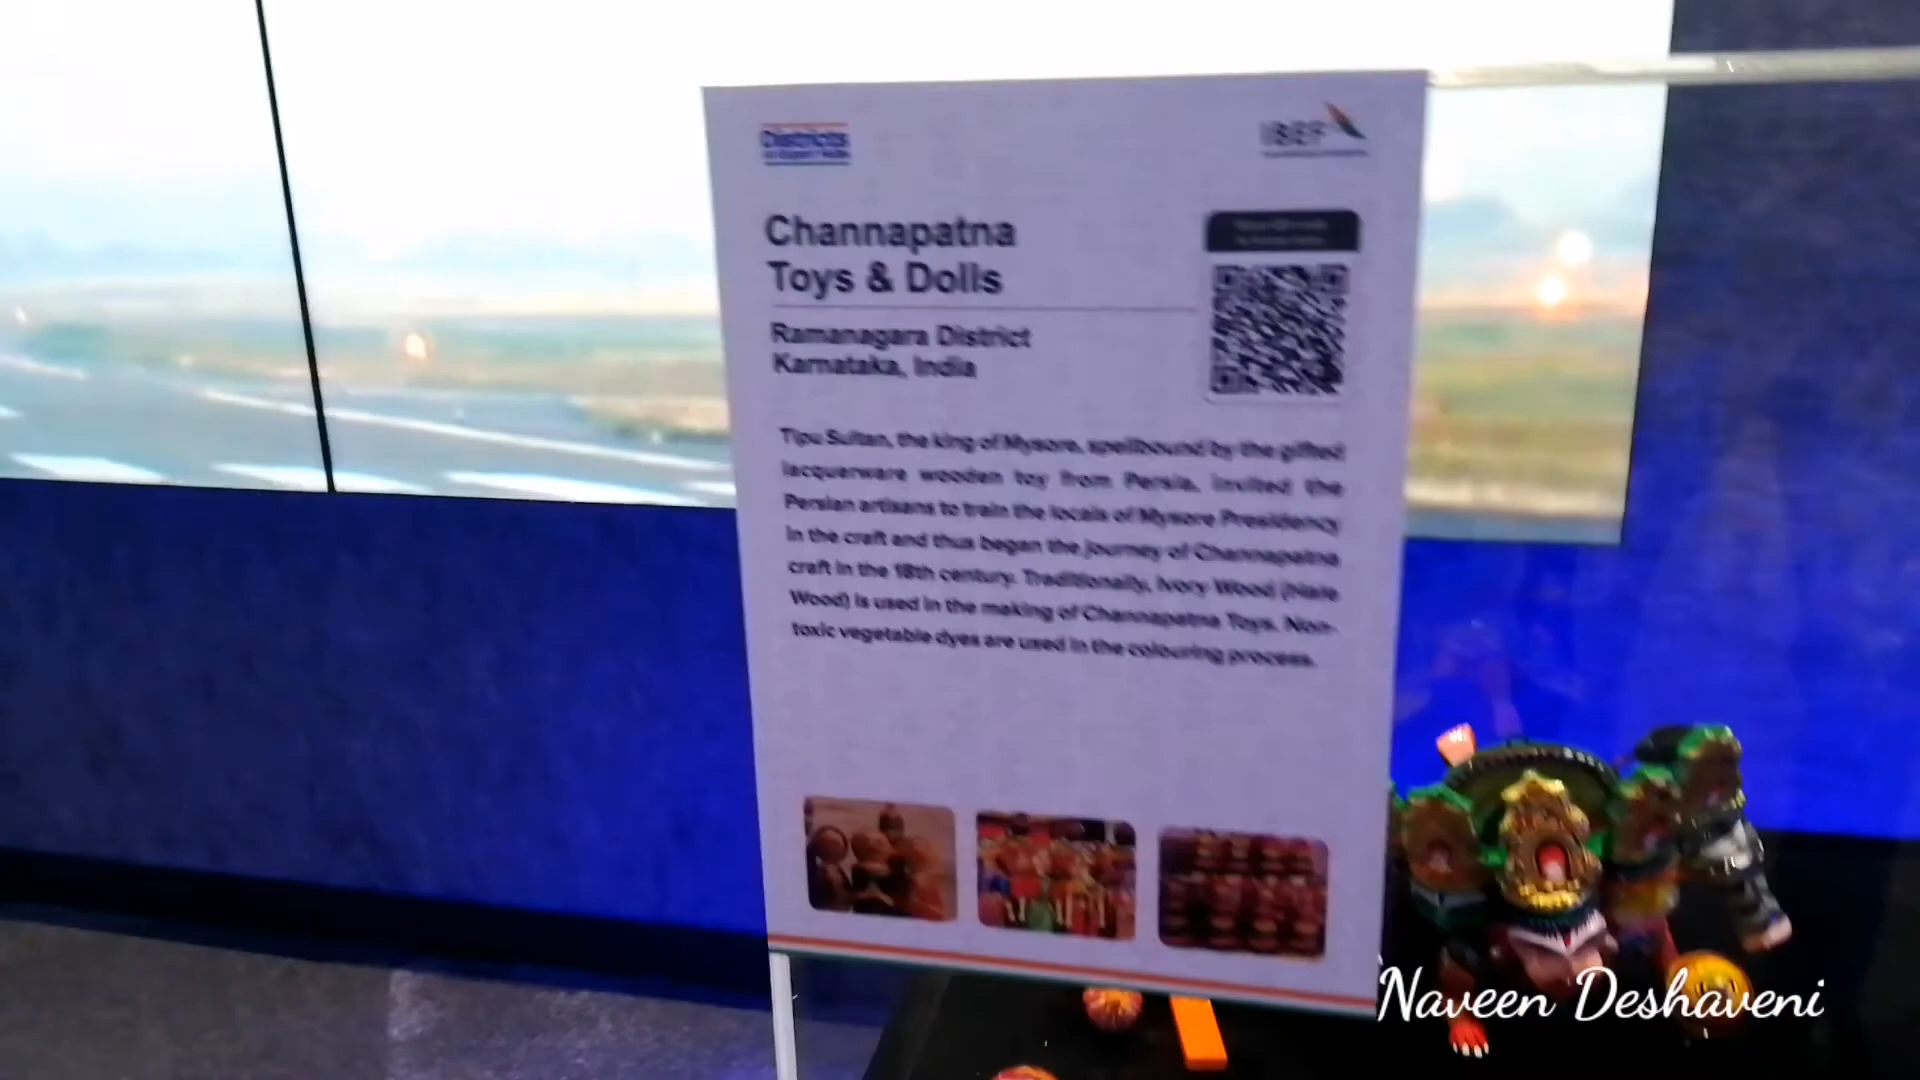 Districts
IBEF
Channapatna
Toys & Dolls
Ramanagara District
Karnataka, India
Tipu Sultan, the king of Mysore, spellbound by the gifted
lacquerware wooden toy from Persia, invited the
Persian artisans to train the locals of Mysore Presidency
in the craft and thus began the journey of Channapatna
craft in the 18th century. Traditionally, Ivory Wood (Hale
Wood) is used in the making of Channapatna Toys. Non-
toxic vegetable dyes are used in the colouring process.
Naveen Deshaveni